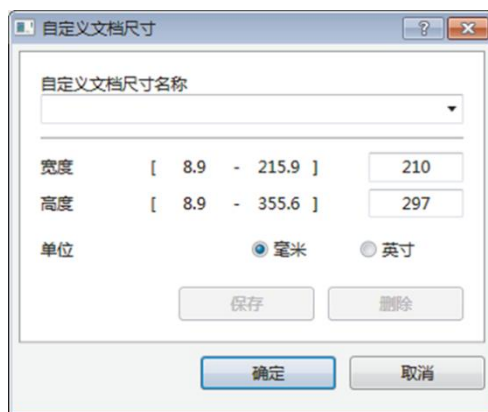 自定义文档尺寸
自定义文档尺寸名称
宽度 [ 8.9 - 215.9 ] 210
高度 [ 8.9 - 355.6 ] 297
单位 毫米 英寸
保存 删除
确定 取消